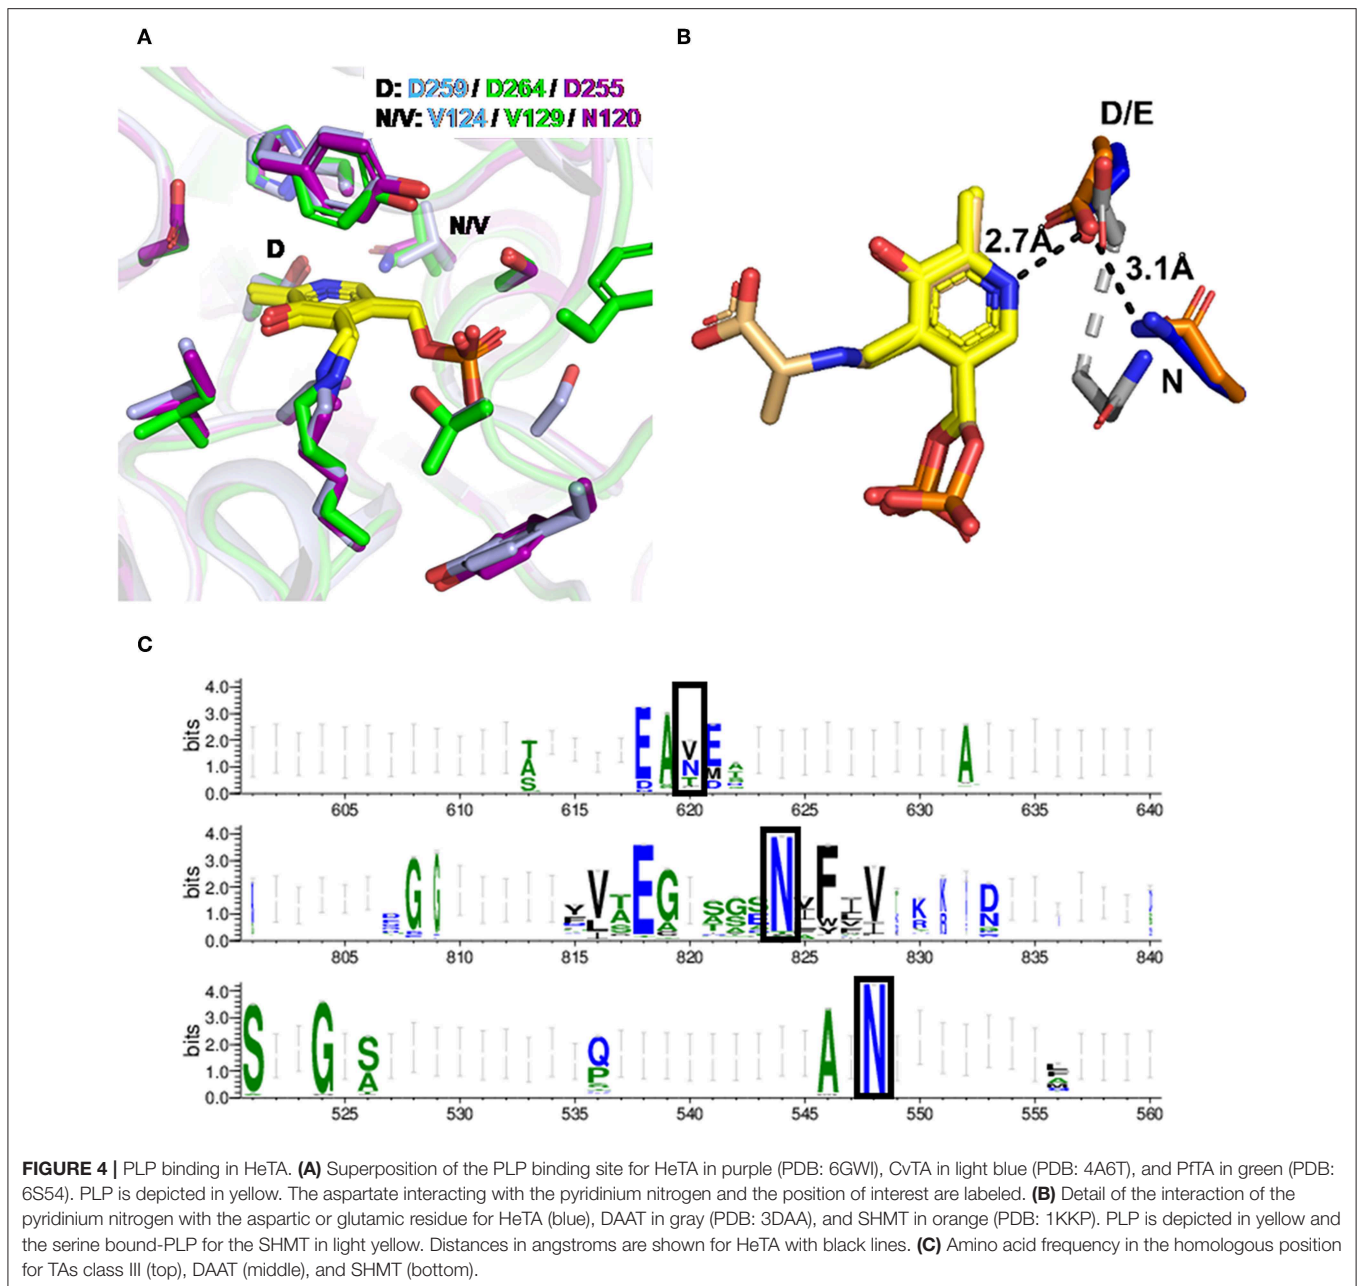 A
D: D259 / D264 / D255
N/V: V124 / V129 / N120
N/V
D
B
D/E
2.7Å
3.1Å
N
C
bits
4.0
3.0
2.0
1.0
0.0
T
A
S
E
D
A
V
N
T
E
M
D
A
T
A
605 610 615 620 625 630 635 640
bits
4.0
3.0
2.0
1.0
0.0
G
G
V
L
T
A
S
E
G
A
S
A
T
G
S
A
S
E
N
F
W
V
I
K
R
K
R
D
N
805 810 815 820 825 830 835 840
bits
4.0
3.0
2.0
1.0
0.0
S
G
S
A
Q
P
A
N
525 530 535 540 545 550 555 560
FIGURE 4 | PLP binding in HeTA. (A) Superposition of the PLP binding site for HeTA in purple (PDB: 6GWI), CvTA in light blue (PDB: 4A6T), and PfTA in green (PDB:
6S54). PLP is depicted in yellow. The aspartate interacting with the pyridinium nitrogen and the position of interest are labeled. (B) Detail of the interaction of the
pyridinium nitrogen with the aspartic or glutamic residue for HeTA (blue), DAAT in gray (PDB: 3DAA), and SHMT in orange (PDB: 1KKP). PLP is depicted in yellow and
the serine bound-PLP for the SHMT in light yellow. Distances in angstroms are shown for HeTA with black lines. (C) Amino acid frequency in the homologous position
for TAs class III (top), DAAT (middle), and SHMT (bottom).